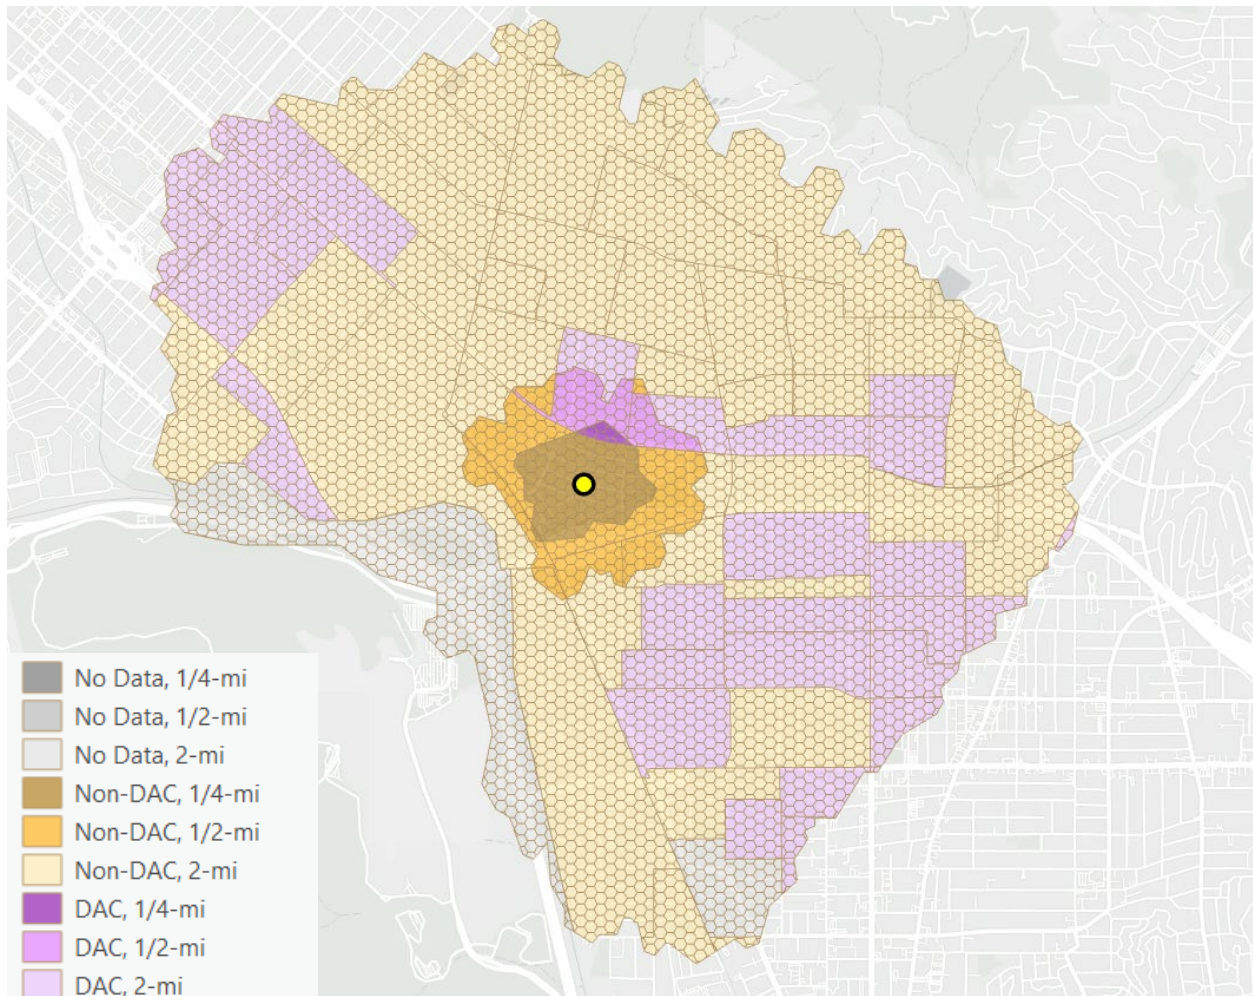 No Data, 1/4-mi
No Data, 1/2-mi
No Data, 2-mi
Non-DAC, 1/4-mi
Non-DAC, 1/2-mi
Non-DAC, 2-mi
DAC, 1/4-mi
DAC, 1/2-mi
DAC, 2-mi